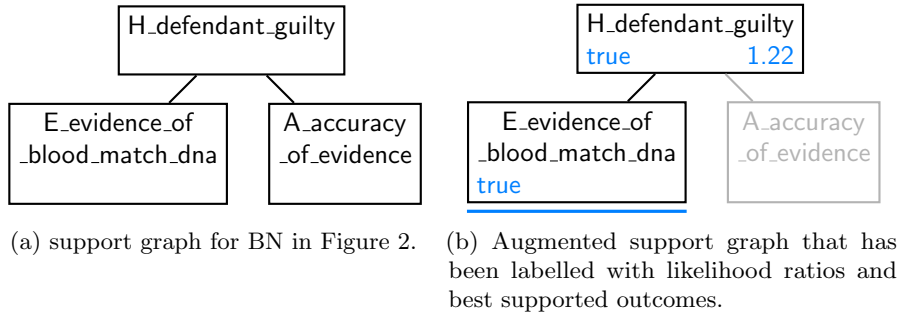 H_defendant_guilty
E_evidence_of
_blood_match_dna
A_accuracy
_of_evidence
(a) support graph for BN in Figure 2.
H_defendant_guilty
true 1.22
E_evidence_of
_blood_match_dna
true
A_accuracy
_of_evidence
(b) Augmented support graph that has
been labelled with likelihood ratios and
best supported outcomes.